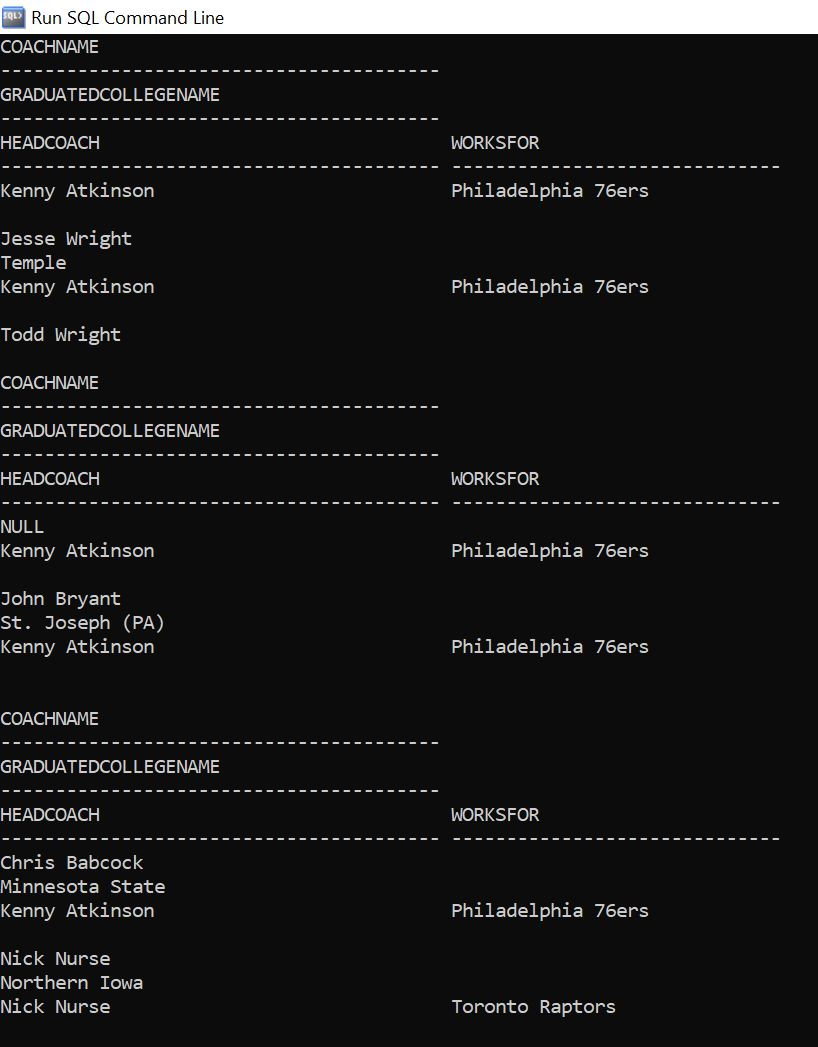 SQL>
Run SQL Command Line
COACHNAME
----------------------------------------
GRADUATEDCOLLEGENAME
----------------------------------------
HEADCOACH                                WORKSFOR
---------------------------------------- ------------------------------
Kenny Atkinson                           Philadelphia 76ers

Jesse Wright
Temple
Kenny Atkinson                           Philadelphia 76ers

Todd Wright

COACHNAME
----------------------------------------
GRADUATEDCOLLEGENAME
----------------------------------------
HEADCOACH                                WORKSFOR
---------------------------------------- ------------------------------
NULL
Kenny Atkinson                           Philadelphia 76ers

John Bryant
St. Joseph (PA)
Kenny Atkinson                           Philadelphia 76ers


COACHNAME
----------------------------------------
GRADUATEDCOLLEGENAME
----------------------------------------
HEADCOACH                                WORKSFOR
---------------------------------------- ------------------------------
Chris Babcock
Minnesota State
Kenny Atkinson                           Philadelphia 76ers

Nick Nurse
Northern Iowa
Nick Nurse                               Toronto Raptors